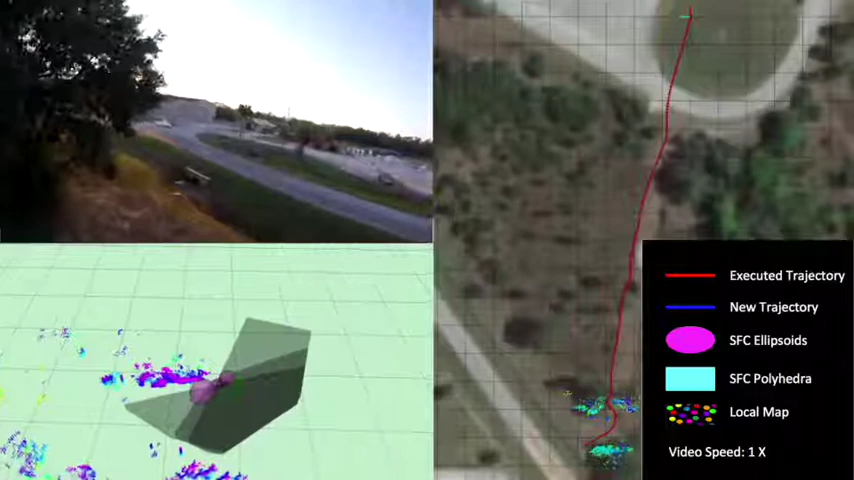 Executed Trajectory
New Trajectory
SFC Ellipsoids
SFC Polyhedra
Local Map
Video Speed: 1 X